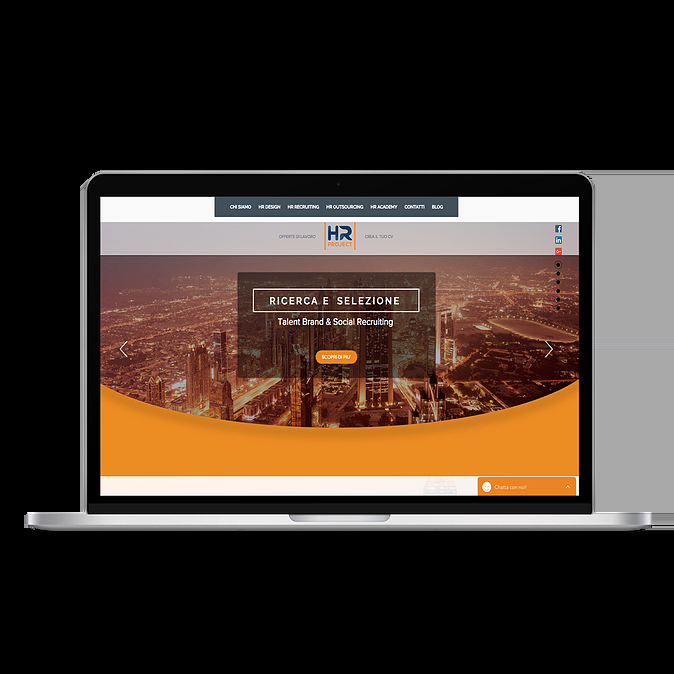 CHI SIAMO HR DESIGN HR RECRUITING HR OUTSOURCING HR ACADEMY CONTATTI BLOG
OFFERTE DI LAVORO HR PROJECT CREA IL TUO CV
RICERCA E SELEZIONE
Talent Brand & Social Recruiting
SCOPRI DI PIU'
Chatta con noi!